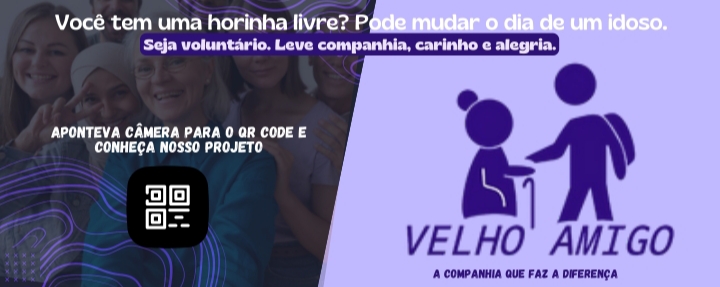 Você tem uma horinha livre? Pode mudar o dia de um idoso.
Seja voluntário. Leve companhia, carinho e alegria.
APONTEVA CÂMERA PARA O QR CODE E
CONHEÇA NOSSO PROJETO
VELHO AMIGO
A COMPANHIA QUE FAZ A DIFERENÇA